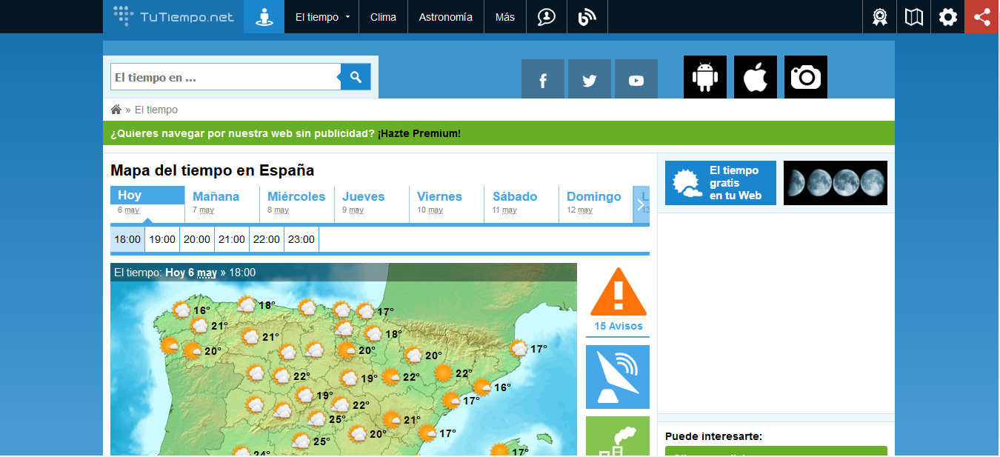 TuTiempo.net
El tiempo
Clima
Astronomía
Más
El tiempo en ...
» El tiempo
¿Quieres navegar por nuestra web sin publicidad? ¡Hazte Premium!
Mapa del tiempo en España
Hoy
6 may
Mañana
7 may
Miércoles
8 may
Jueves
9 may
Viernes
10 may
Sábado
11 may
Domingo
12 may
L
13
18:00 19:00 20:00 21:00 22:00 23:00
El tiempo: Hoy 6 may » 18:00
16° 18° 17°
21°
21° 18°
20° 20° 20° 17°
22° 19° 22° 22° 16°
19° 17°
22°
25° 21°
20° 17°
25°
24° 17°
15 Avisos
El tiempo
gratis
en tu Web
Puede interesarte: